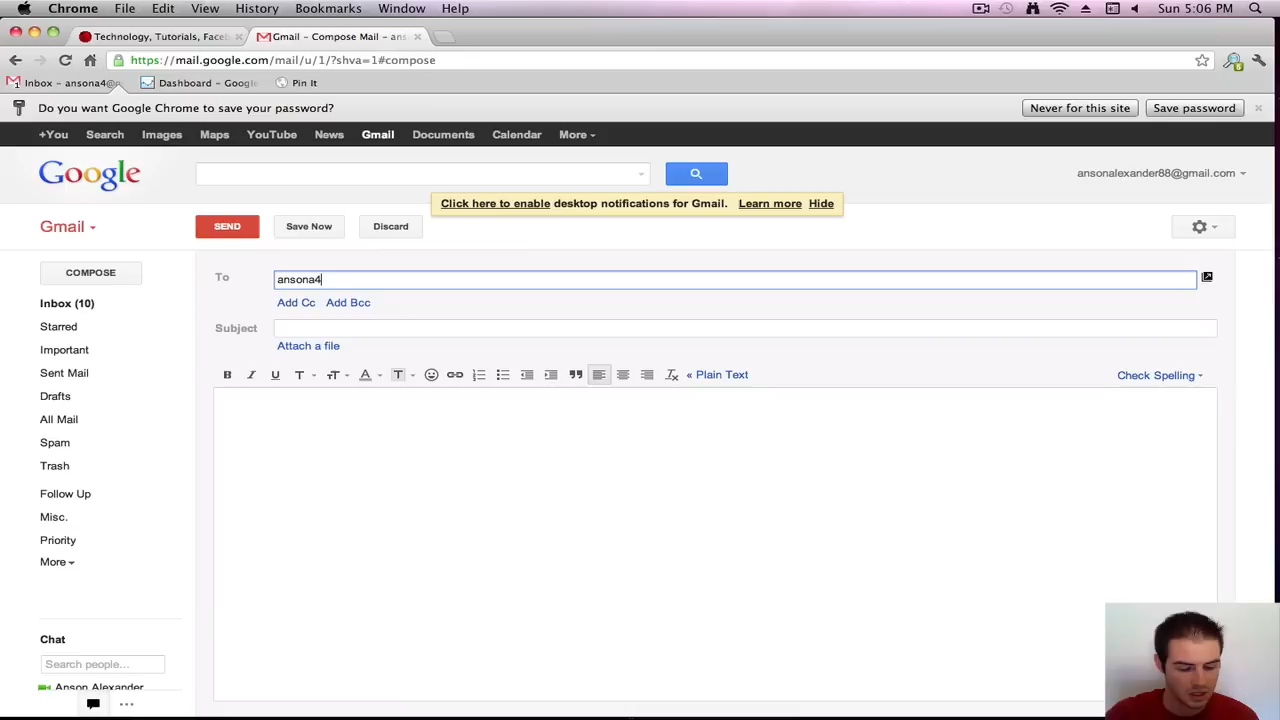 Chrome File Edit View History Bookmarks Window Help Sun 5:06 PM
Technology, Tutorials, Faceb Gmail – Compose Mail – ans
https://mail.google.com/mail/u/1/?shva=1#compose
Inbox – ansona4@ Dashboard – Google Pin It
Do you want Google Chrome to save your password? Never for this site Save password
+You Search Images Maps YouTube News Gmail Documents Calendar More
Google ansonalexander88@gmail.com
Click here to enable desktop notifications for Gmail. Learn more Hide
Gmail SEND Save Now Discard
COMPOSE To ansona4
Inbox (10) Add Cc Add Bcc
Starred Subject
Important Attach a file
Sent Mail B I U T T A T « Plain Text Check Spelling
Drafts
All Mail
Spam
Trash
Follow Up
Misc.
Priority
More
Chat
Search people...
Anson Alexander